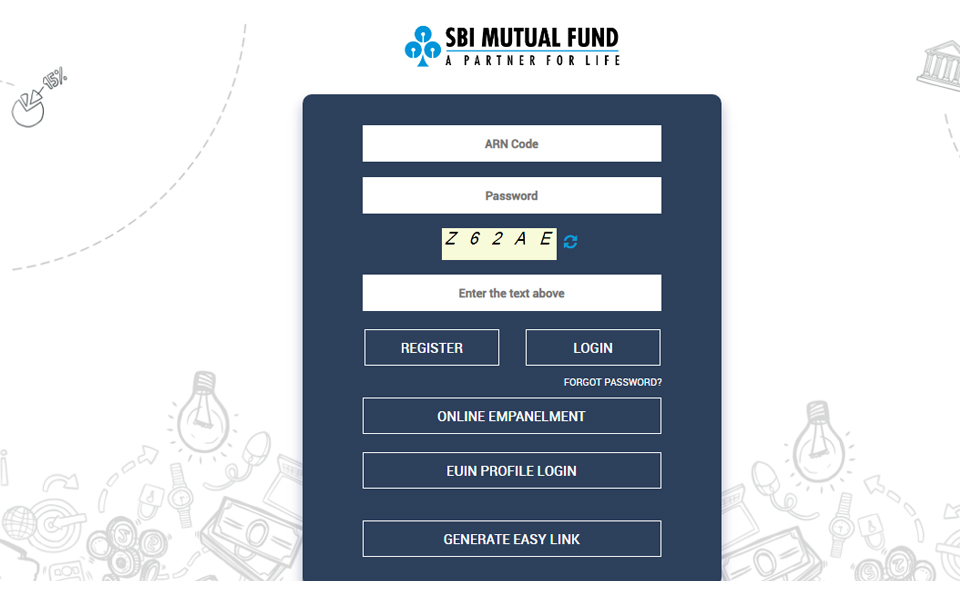 SBI MUTUAL FUND
A PARTNER FOR LIFE
15%
ARN Code
Password
Z 6 2 A E
Enter the text above
REGISTER LOGIN
FORGOT PASSWORD?
ONLINE EMPANELMENT
EUIN PROFILE LOGIN
GENERATE EASY LINK